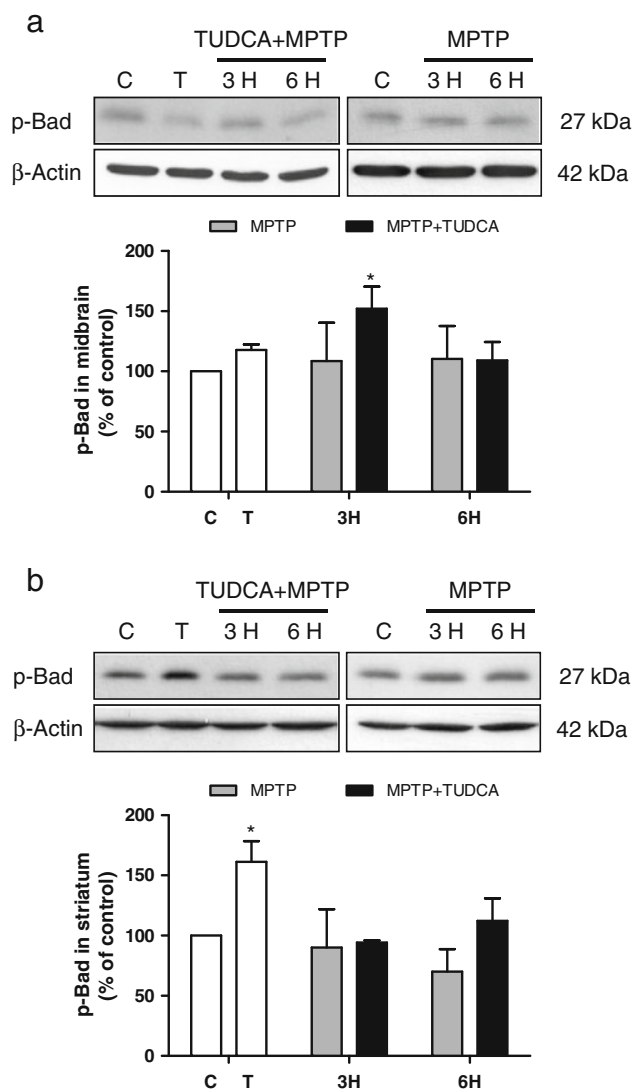 a
TUDCA+MPTP MPTP
C T 3 H 6 H C 3 H 6 H
p-Bad 27 kDa
β-Actin 42 kDa
MPTP MPTP+TUDCA
p-Bad in midbrain
(% of control)
200
150
100
50
0
*
C T 3H 6H
b
TUDCA+MPTP MPTP
C T 3 H 6 H C 3 H 6 H
p-Bad 27 kDa
β-Actin 42 kDa
MPTP MPTP+TUDCA
p-Bad in striatum
(% of control)
200
150
100
50
0
*
C T 3H 6H